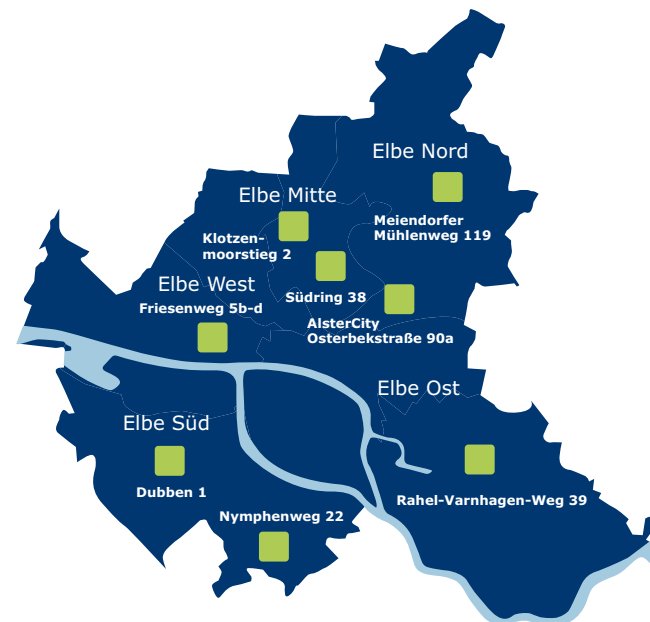 Elbe Nord
Meiendorfer
Mühlenweg 119
Elbe Mitte
Klotzen-
moorstieg 2
Südring 38
Elbe West
Friesenweg 5b-d
AlsterCity
Osterbekstraße 90a
Elbe Ost
Elbe Süd
Dubben 1
Rahel-Varnhagen-Weg 39
Nymphenweg 22